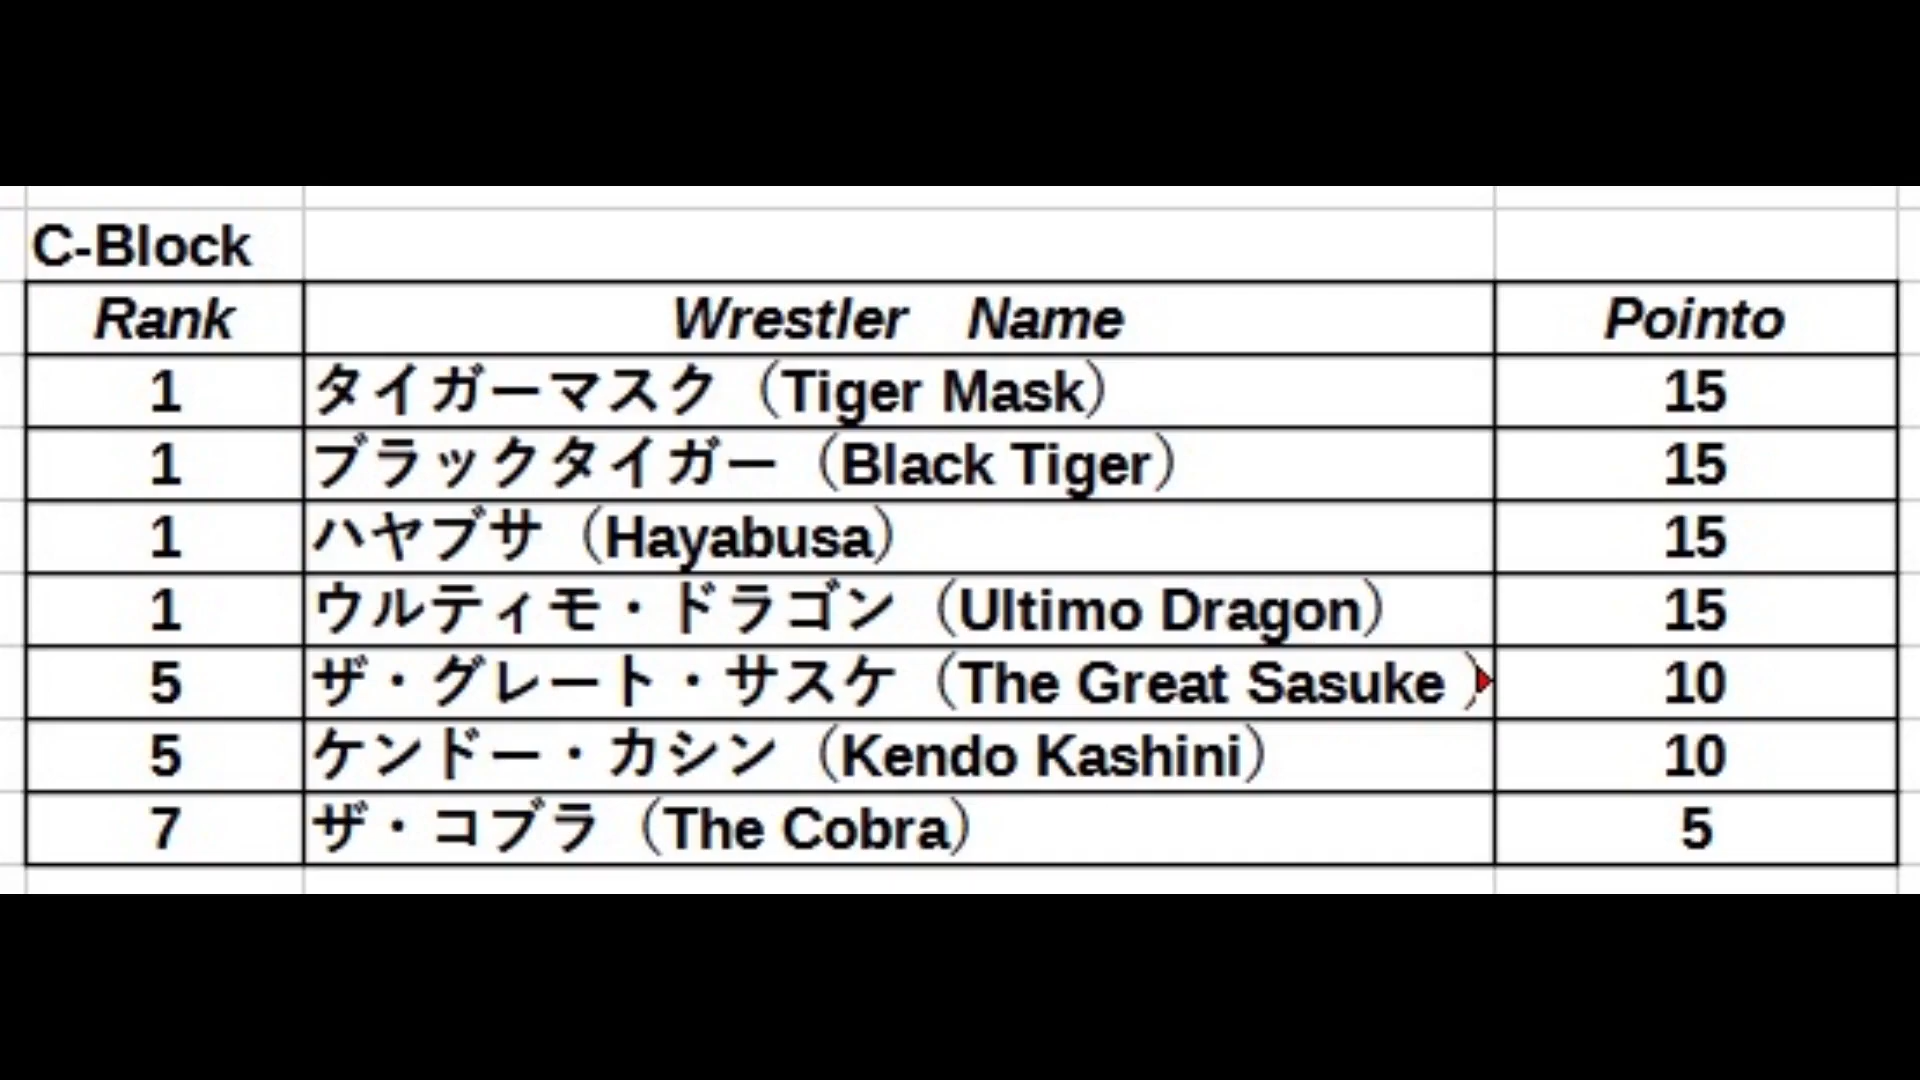 C-Block
Rank Wrestler　Name Pointo
1 タイガーマスク（Tiger Mask） 15
1 ブラックタイガー（Black Tiger） 15
1 ハヤブサ（Hayabusa） 15
1 ウルティモ・ドラゴン（Ultimo Dragon） 15
5 ザ・グレート・サスケ（The Great Sasuke ） 10
5 ケンドー・カシン（Kendo Kashini） 10
7 ザ・コブラ（The Cobra） 5